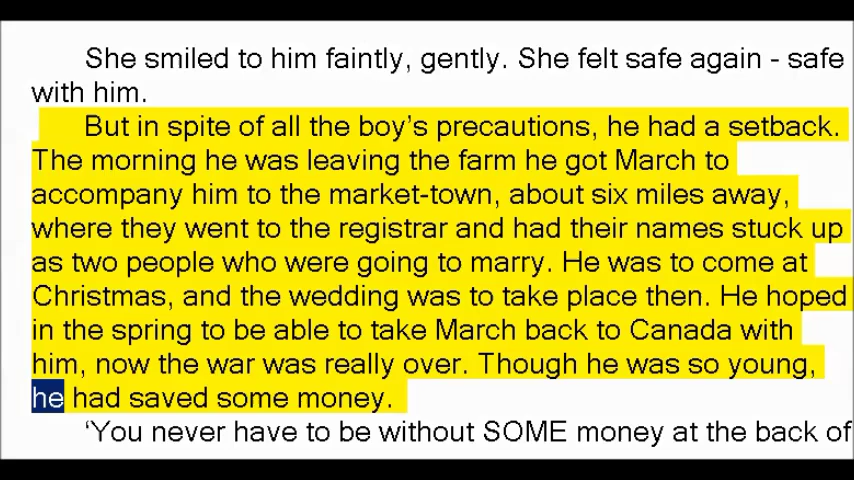 She smiled to him faintly, gently. She felt safe again - safe
with him.
But in spite of all the boy’s precautions, he had a setback.
The morning he was leaving the farm he got March to
accompany him to the market-town, about six miles away,
where they went to the registrar and had their names stuck up
as two people who were going to marry. He was to come at
Christmas, and the wedding was to take place then. He hoped
in the spring to be able to take March back to Canada with
him, now the war was really over. Though he was so young,
he had saved some money.
‘You never have to be without SOME money at the back of